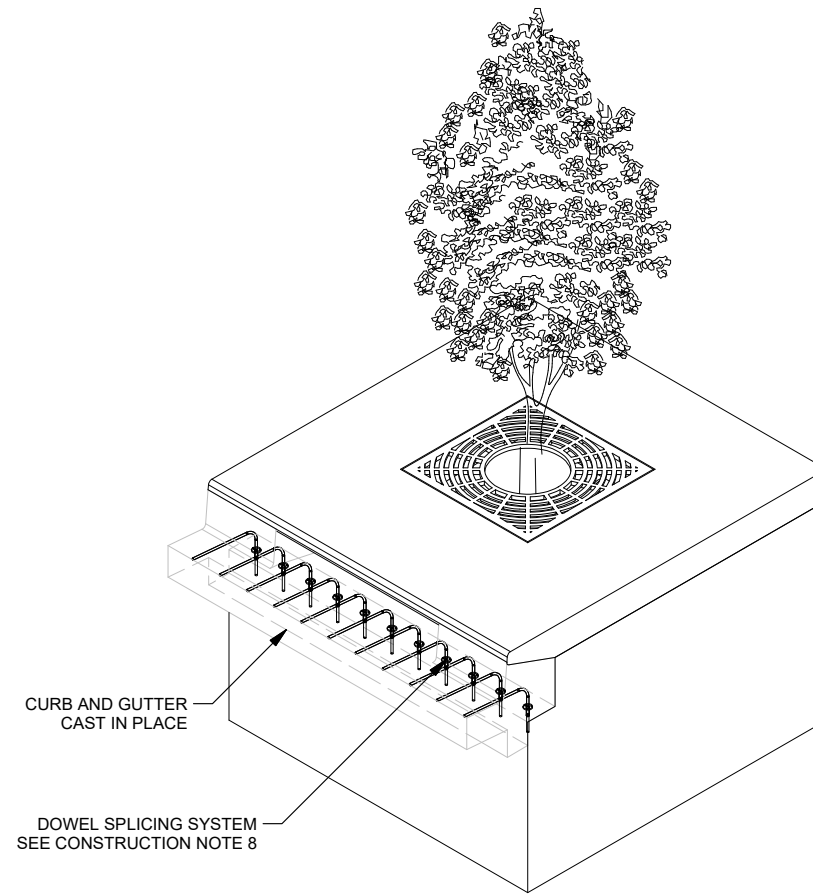 CURB AND GUTTER
CAST IN PLACE
DOWEL SPLICING SYSTEM
SEE CONSTRUCTION NOTE 8